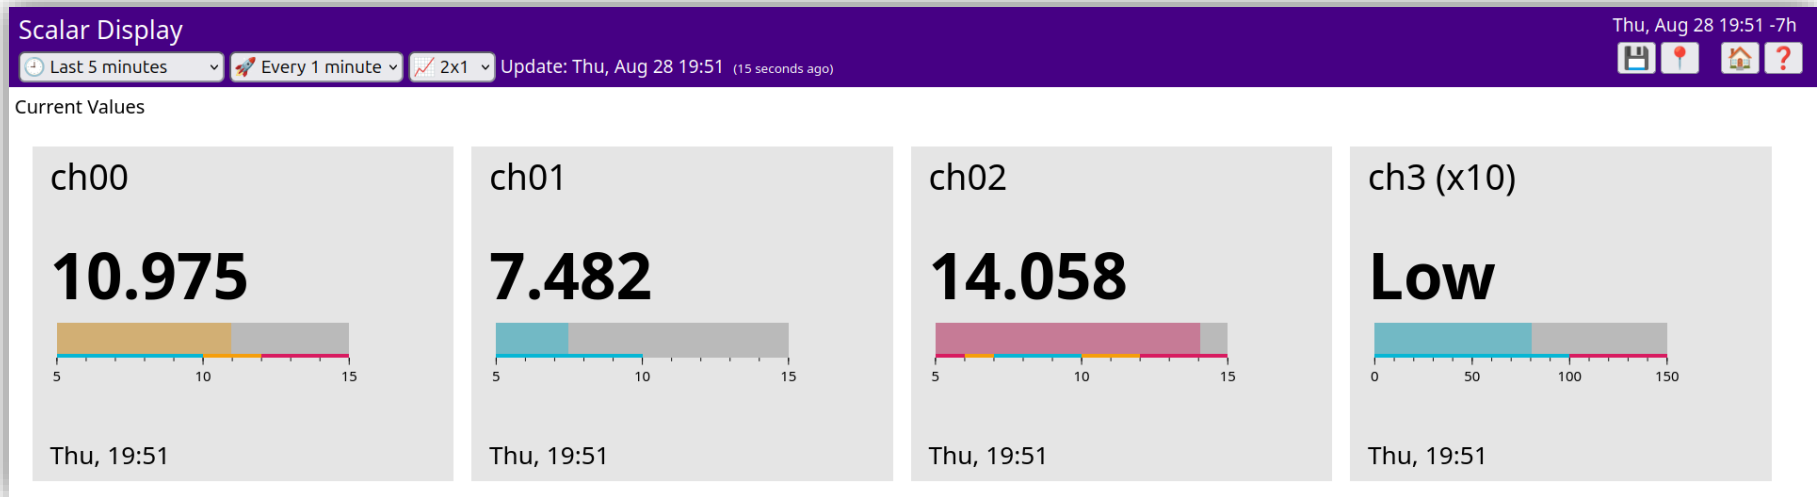 Scalar Display
Thu, Aug 28 19:51 -7h
Last 5 minutes Every 1 minute 2x1 Update: Thu, Aug 28 19:51 (15 seconds ago)
Current Values
ch00
10.975
5 10 15
Thu, 19:51
ch01
7.482
5 10 15
Thu, 19:51
ch02
14.058
5 10 15
Thu, 19:51
ch3 (x10)
Low
0 50 100 150
Thu, 19:51